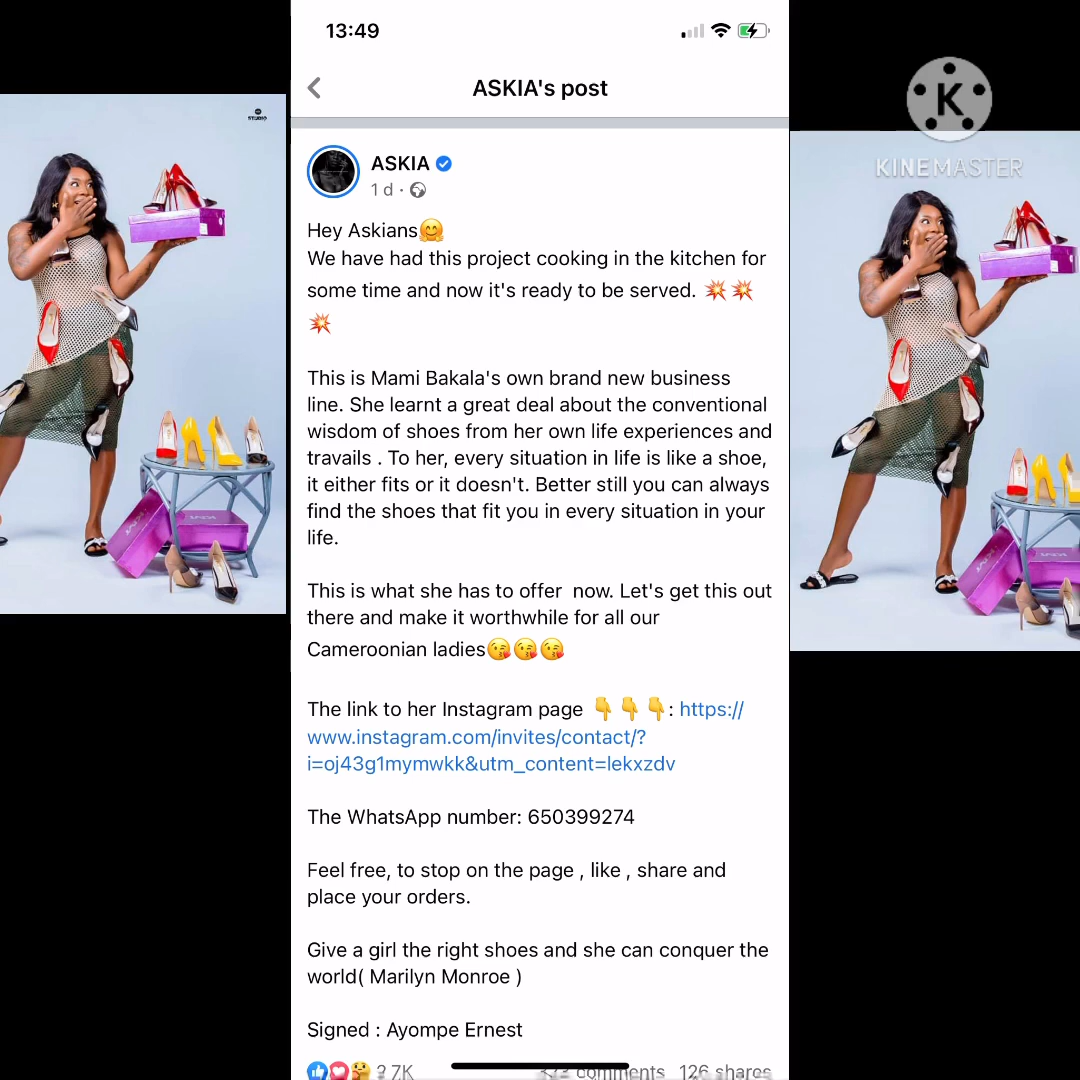 13:49
ASKIA's post
ASKIA
1 d ·
Hey Askians🤗
We have had this project cooking in the kitchen for
some time and now it's ready to be served. 💥💥
💥
This is Mami Bakala's own brand new business
line. She learnt a great deal about the conventional
wisdom of shoes from her own life experiences and
travails . To her, every situation in life is like a shoe,
it either fits or it doesn't. Better still you can always
find the shoes that fit you in every situation in your
life.
This is what she has to offer  now. Let's get this out
there and make it worthwhile for all our
Cameroonian ladies😘😘😘
The link to her Instagram page 👇👇👇: https://
www.instagram.com/invites/contact/?
i=oj43g1mymwkk&utm_content=lekxzdv
The WhatsApp number: 650399274
Feel free, to stop on the page , like , share and
place your orders.
Give a girl the right shoes and she can conquer the
world( Marilyn Monroe )
Signed : Ayompe Ernest
comments 126 shares
K
KINEMASTER
STUDIO